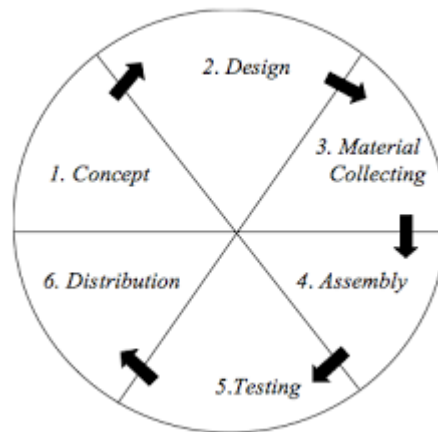 1. Concept
2. Design
3. Material
Collecting
4. Assembly
5.Testing
6. Distribution